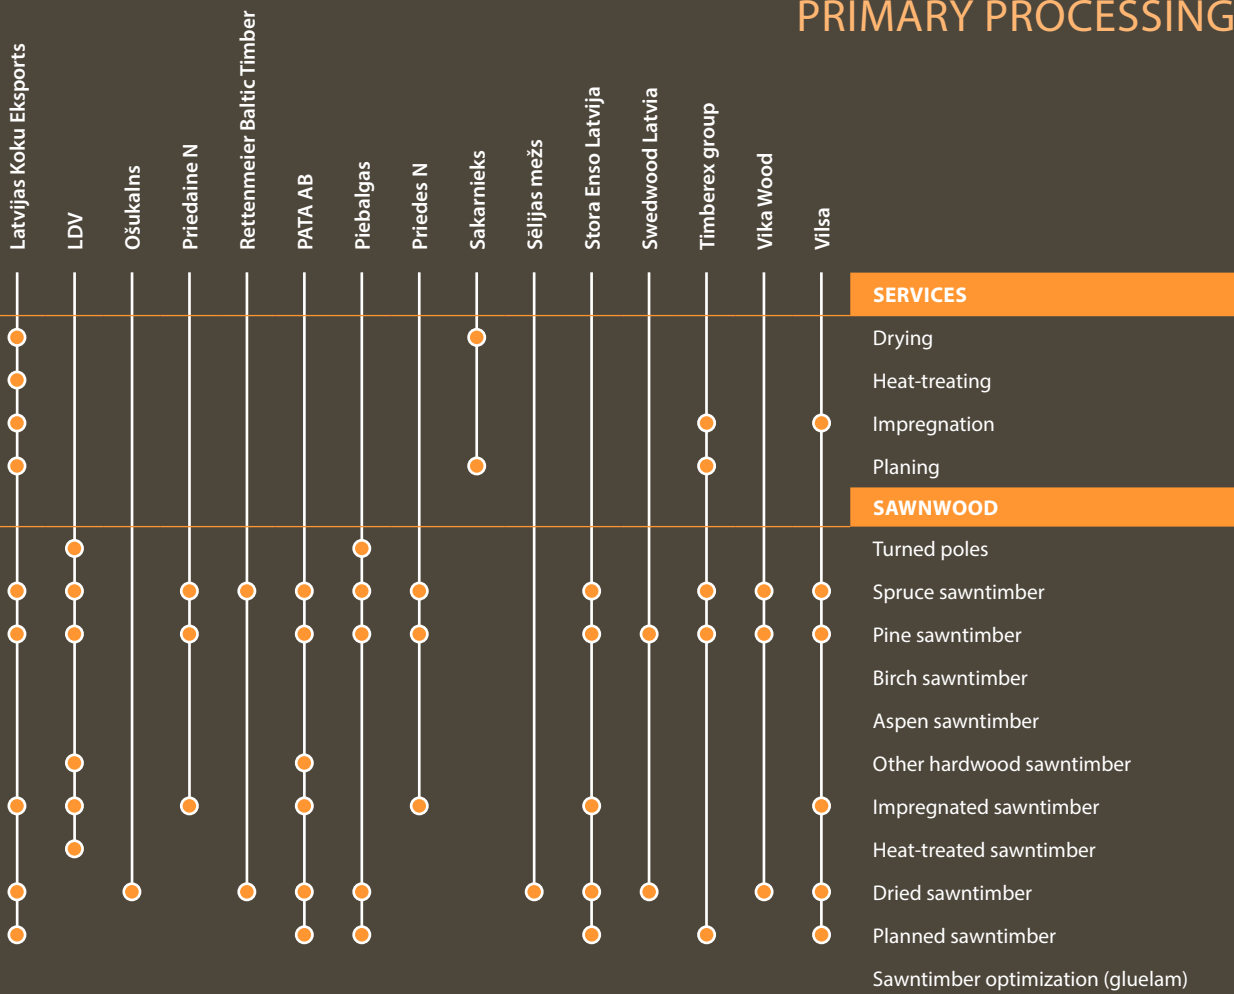 PRIMARY PROCESSING
Latvijas Koku Eksports
LDV
Ošukalns
Priedaine N
Rettenmeier Baltic Timber
PATA AB
Piebalgas
Priedes N
Sakarnieks
Sēlijas mežs
Stora Enso Latvija
Swedwood Latvia
Timberex group
Vika Wood
Vilsa
SERVICES
Drying
Heat-treating
Impregnation
Planing
SAWNWOOD
Turned poles
Spruce sawntimber
Pine sawntimber
Birch sawntimber
Aspen sawntimber
Other hardwood sawntimber
Impregnated sawntimber
Heat-treated sawntimber
Dried sawntimber
Planned sawntimber
Sawntimber optimization (gluelam)